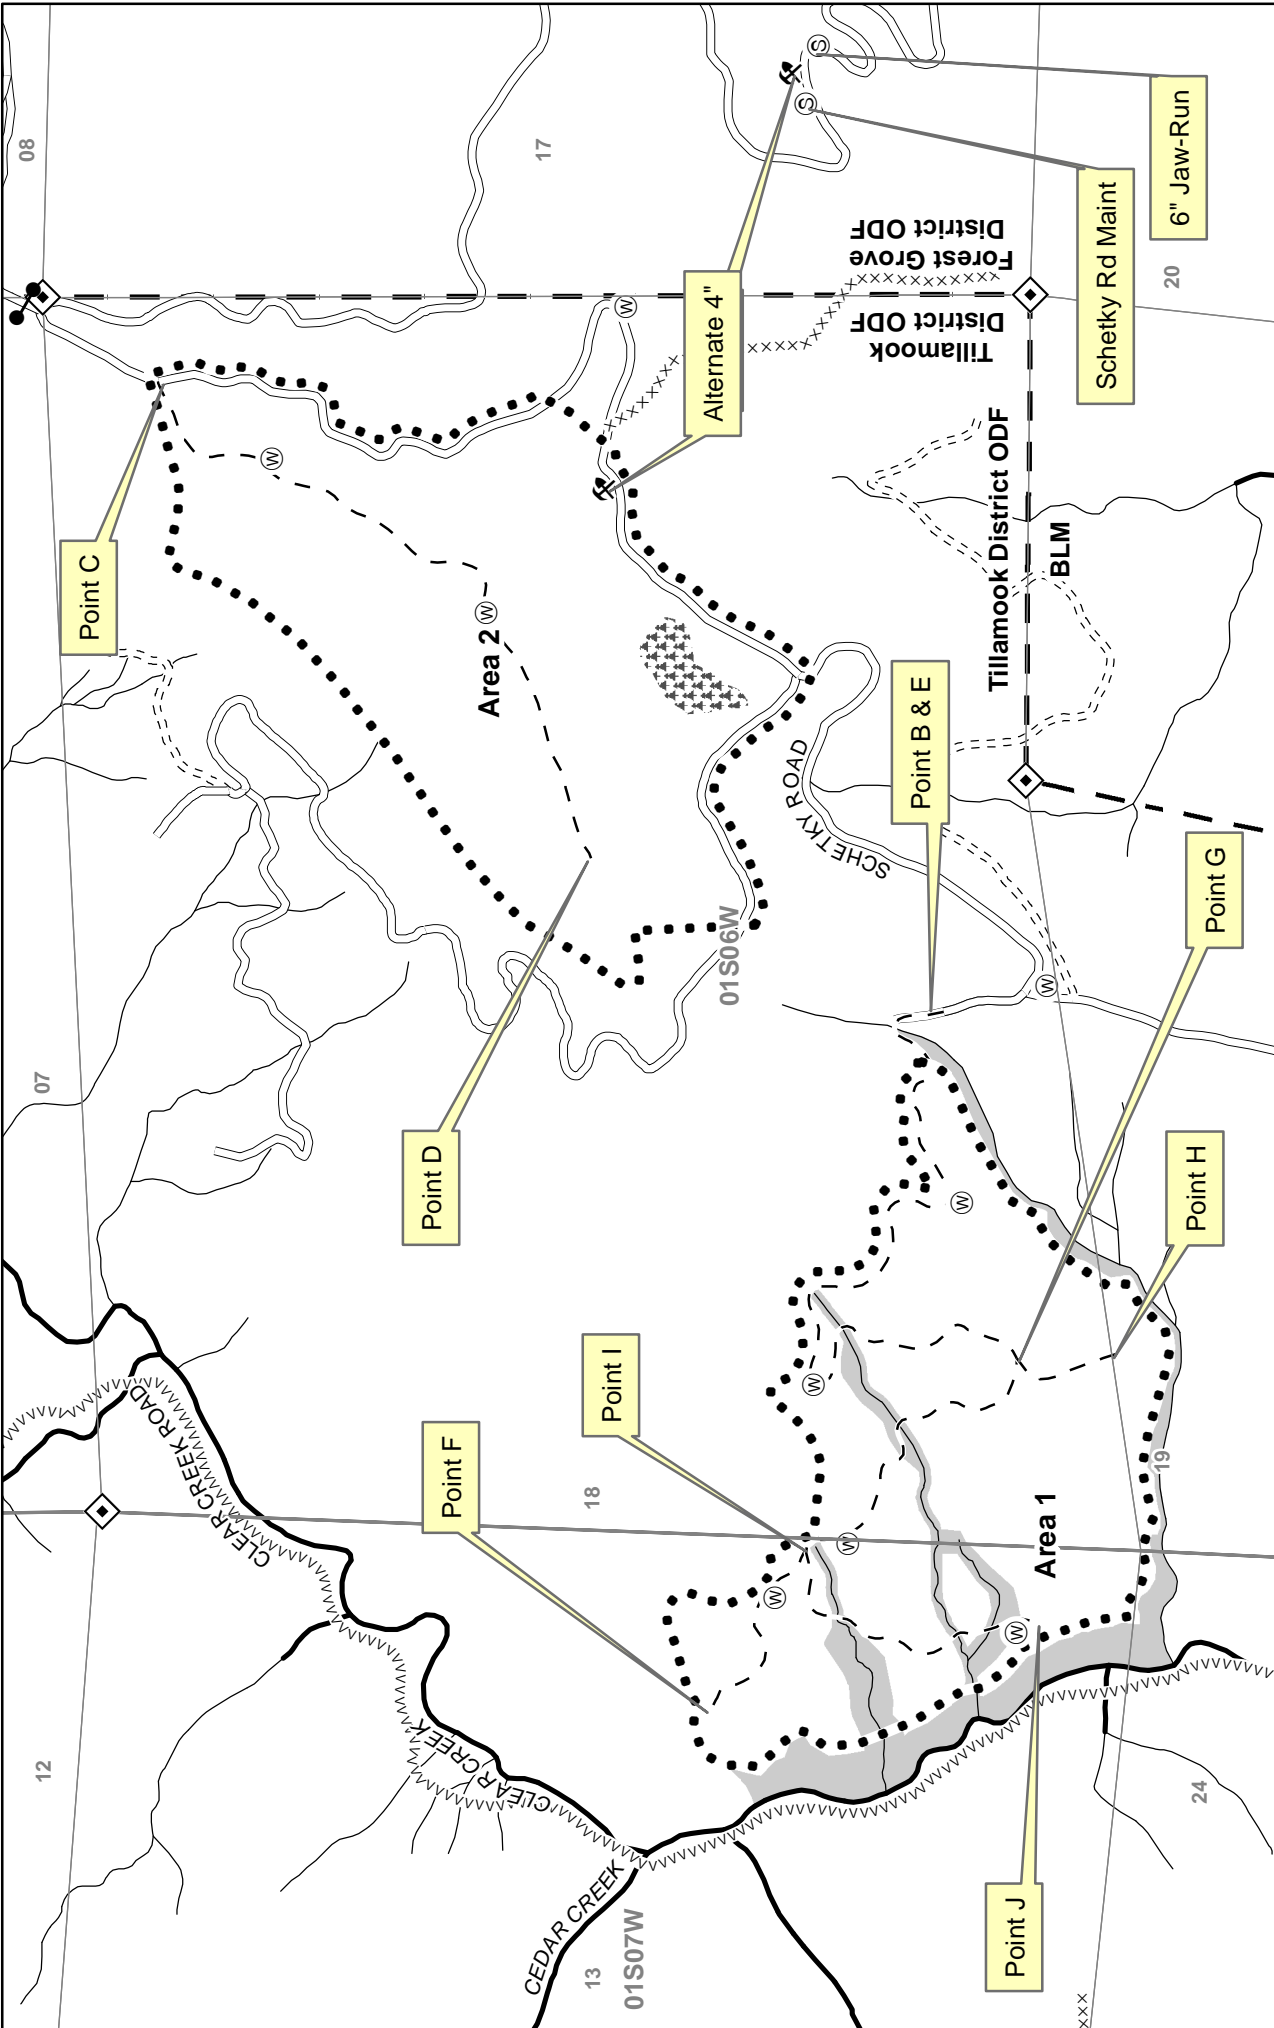 08
17
S
S
6" Jaw-Run
Schetky Rd Maint
20
Forest Grove
District ODF
Tillamook
District ODF
Alternate 4"
W
Point C
W
Area 2
W
Tillamook District ODF
BLM
SCHETKY ROAD
Point B & E
Point G
01S06W
W
07
Point D
W
Point H
Point I
W
Point F
18
W
19
Area 1
W
W
CLEAR CREEK ROAD
CLEAR CREEK
CLEAR CREEK
12
24
CEDAR CREEK
13
01S07W
Point J